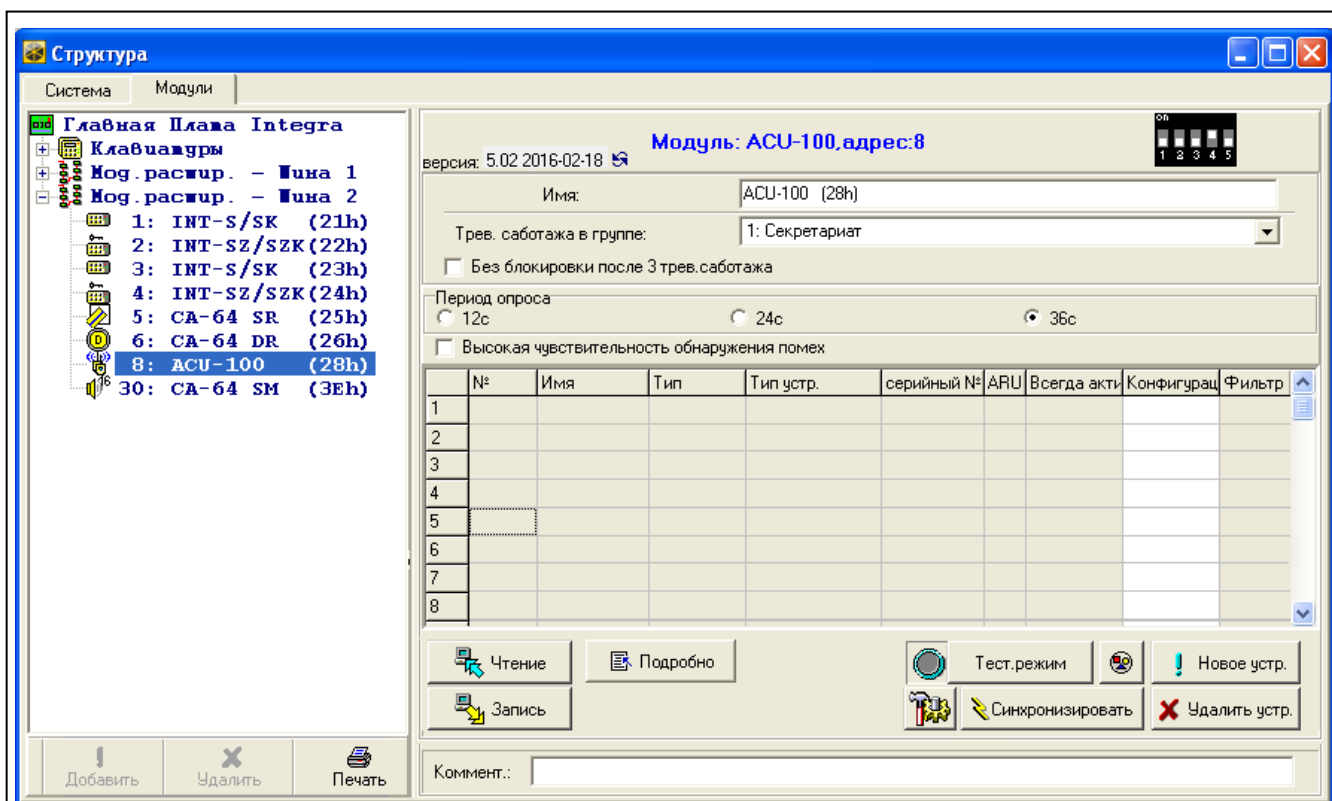 Структура
Система
Модули
Главная Плата Integra
Клавиатуры
Мод.расшир. – Шина 1
Мод.расшир. – Шина 2
1: INT-S/SK (21h)
2: INT-SZ/SZK(22h)
3: INT-S/SK (23h)
4: INT-SZ/SZK(24h)
5: CA-64 SR (25h)
6: CA-64 DR (26h)
8: ACU-100 (28h)
16
30: CA-64 SM (3Eh)
Добавить
Удалить
Печать
версия: 5.02 2016-02-18
Модуль: ACU-100,адрес:8
on
1 2 3 4 5
Имя: ACU-100 (28h)
Трев. саботажа в группе: 1: Секретариат
Без блокировки после 3 трев.саботажа
Период опроса
12с 24с 36с
Высокая чувствительность обнаружения помех
№ Имя Тип Тип устр. серийный № ARU Всегда акти Конфигурац Фильтр
1
2
3
4
5
6
7
8
Чтение Подробно Тест.режим Новое устр.
Запись Синхронизировать Удалить устр.
Коммент.: